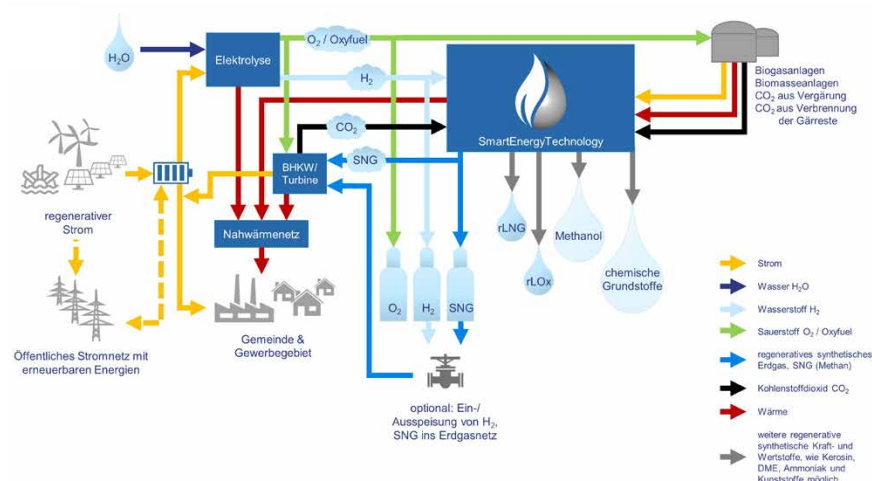 O2 / Oxyfuel
H2O
Elektrolyse
H2
CO2
SmartEnergyTechnology
Biogasanlagen
Biomasseanlagen
CO2 aus Vergärung
CO2 aus Verbrennung
der Gärreste
SNG
BHKW/
Turbine
regenerativer
Strom
Nahwärmenetz
rLNG
Methanol
rLOx
chemische
Grundstoffe
O2
H2
SNG
Gemeinde &
Gewerbegebiet
Öffentliches Stromnetz mit
erneuerbaren Energien
optional: Ein-/
Ausspeisung von H2,
SNG ins Erdgasnetz
Strom
Wasser H2O
Wasserstoff H2
Sauerstoff O2 / Oxyfuel
regeneratives synthetisches
Erdgas, SNG (Methan)
Kohlenstoffdioxid CO2
Wärme
weitere regenerative
synthetische Kraft- und
Wertstoffe, wie Kerosin,
DME, Ammoniak und
Kunststoffe möglich